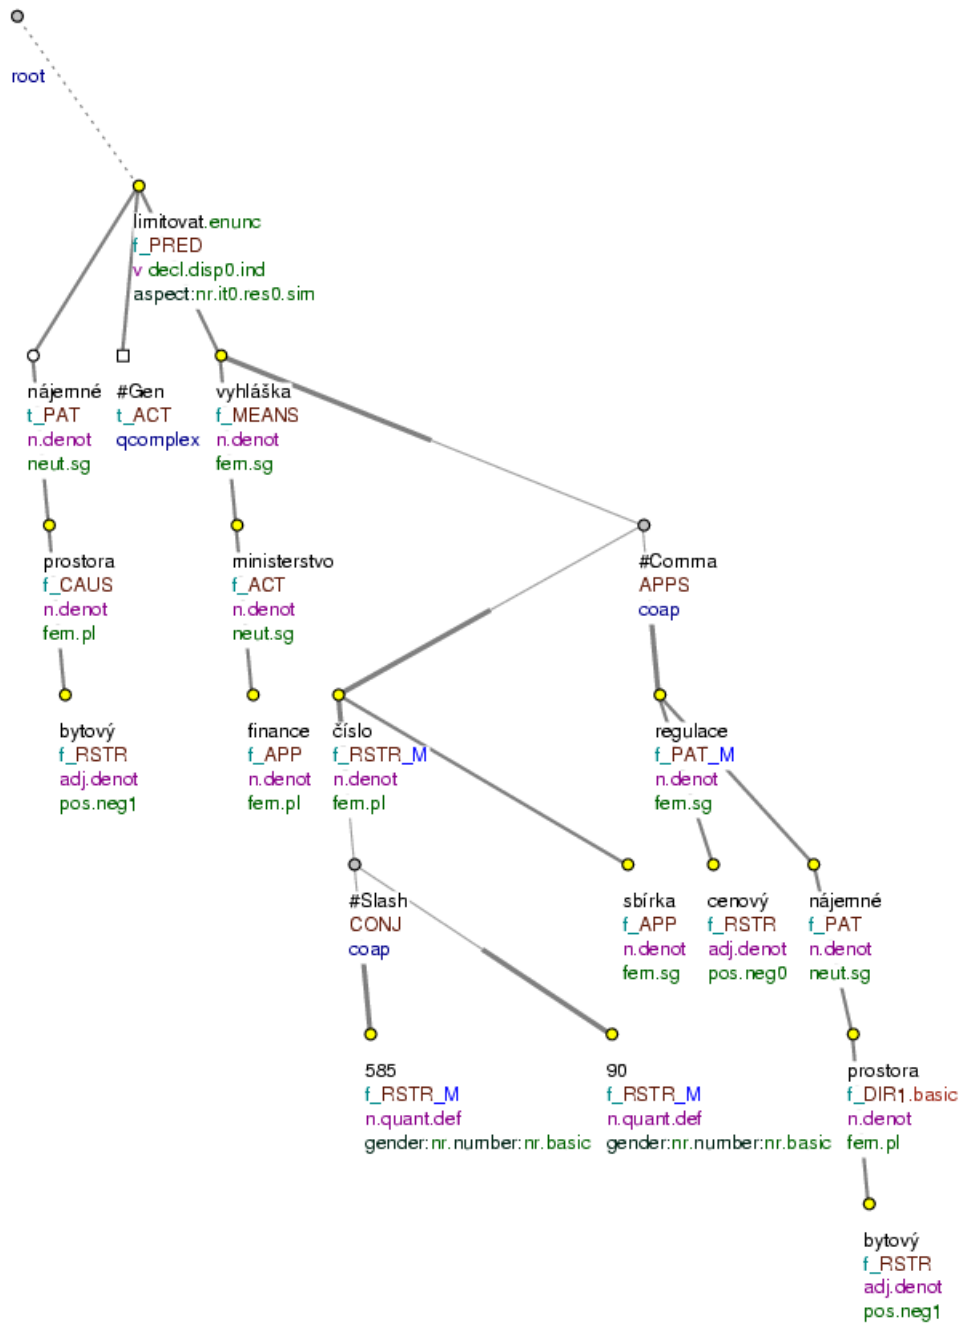 root
limitovat.enunc
f_PRED
v decl.disp0.ind
aspect:nr.it0.res0.sim
nájemné
t_PAT
n.denot
neut.sg
#Gen
t_ACT
qcomplex
vyhláška
f_MEANS
n.denot
fem.sg
prostora
f_CAUS
n.denot
fem.pl
ministerstvo
f_ACT
n.denot
neut.sg
#Comma
APPS
coap
bytový
f_RSTR
adj.denot
pos.neg1
finance
f_APP
n.denot
fem.pl
číslo
f_RSTR_M
n.denot
fem.pl
regulace
f_PAT_M
n.denot
fem.sg
#Slash
CONJ
coap
sbírka
f_APP
n.denot
fem.sg
cenový
f_RSTR
adj.denot
pos.neg0
nájemné
f_PAT
n.denot
neut.sg
585
f_RSTR_M
n.quant.def
gender:nr.number:nr.basic
90
f_RSTR_M
n.quant.def
gender:nr.number:nr.basic
prostora
f_DIR1.basic
n.denot
fem.pl
bytový
f_RSTR
adj.denot
pos.neg1